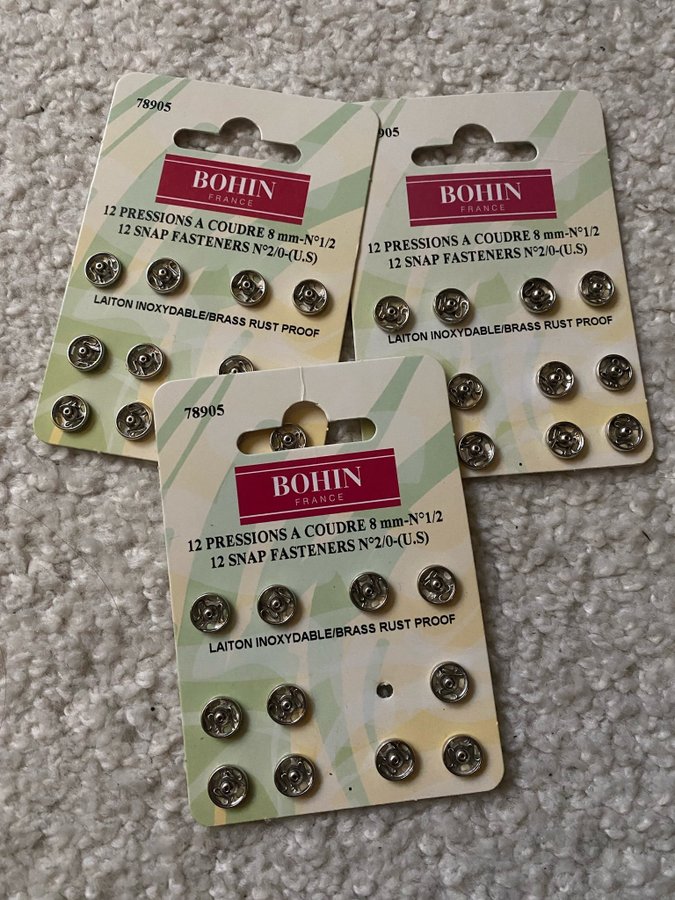 78905
BOHIN
FRANCE
12 PRESSIONS A COUDRE 8 mm-N°1/2
12 SNAP FASTENERS N°2/0-(U.S)
LAITON INOXYDABLE/BRASS RUST PROOF
905
BOHIN
FRANCE
12 PRESSIONS A COUDRE 8 mm-N°1/2
12 SNAP FASTENERS N°2/0-(U.S)
LAITON INOXYDABLE/BRASS RUST PROOF
78905
BOHIN
FRANCE
12 PRESSIONS A COUDRE 8 mm-N°1/2
12 SNAP FASTENERS N°2/0-(U.S)
LAITON INOXYDABLE/BRASS RUST PROOF